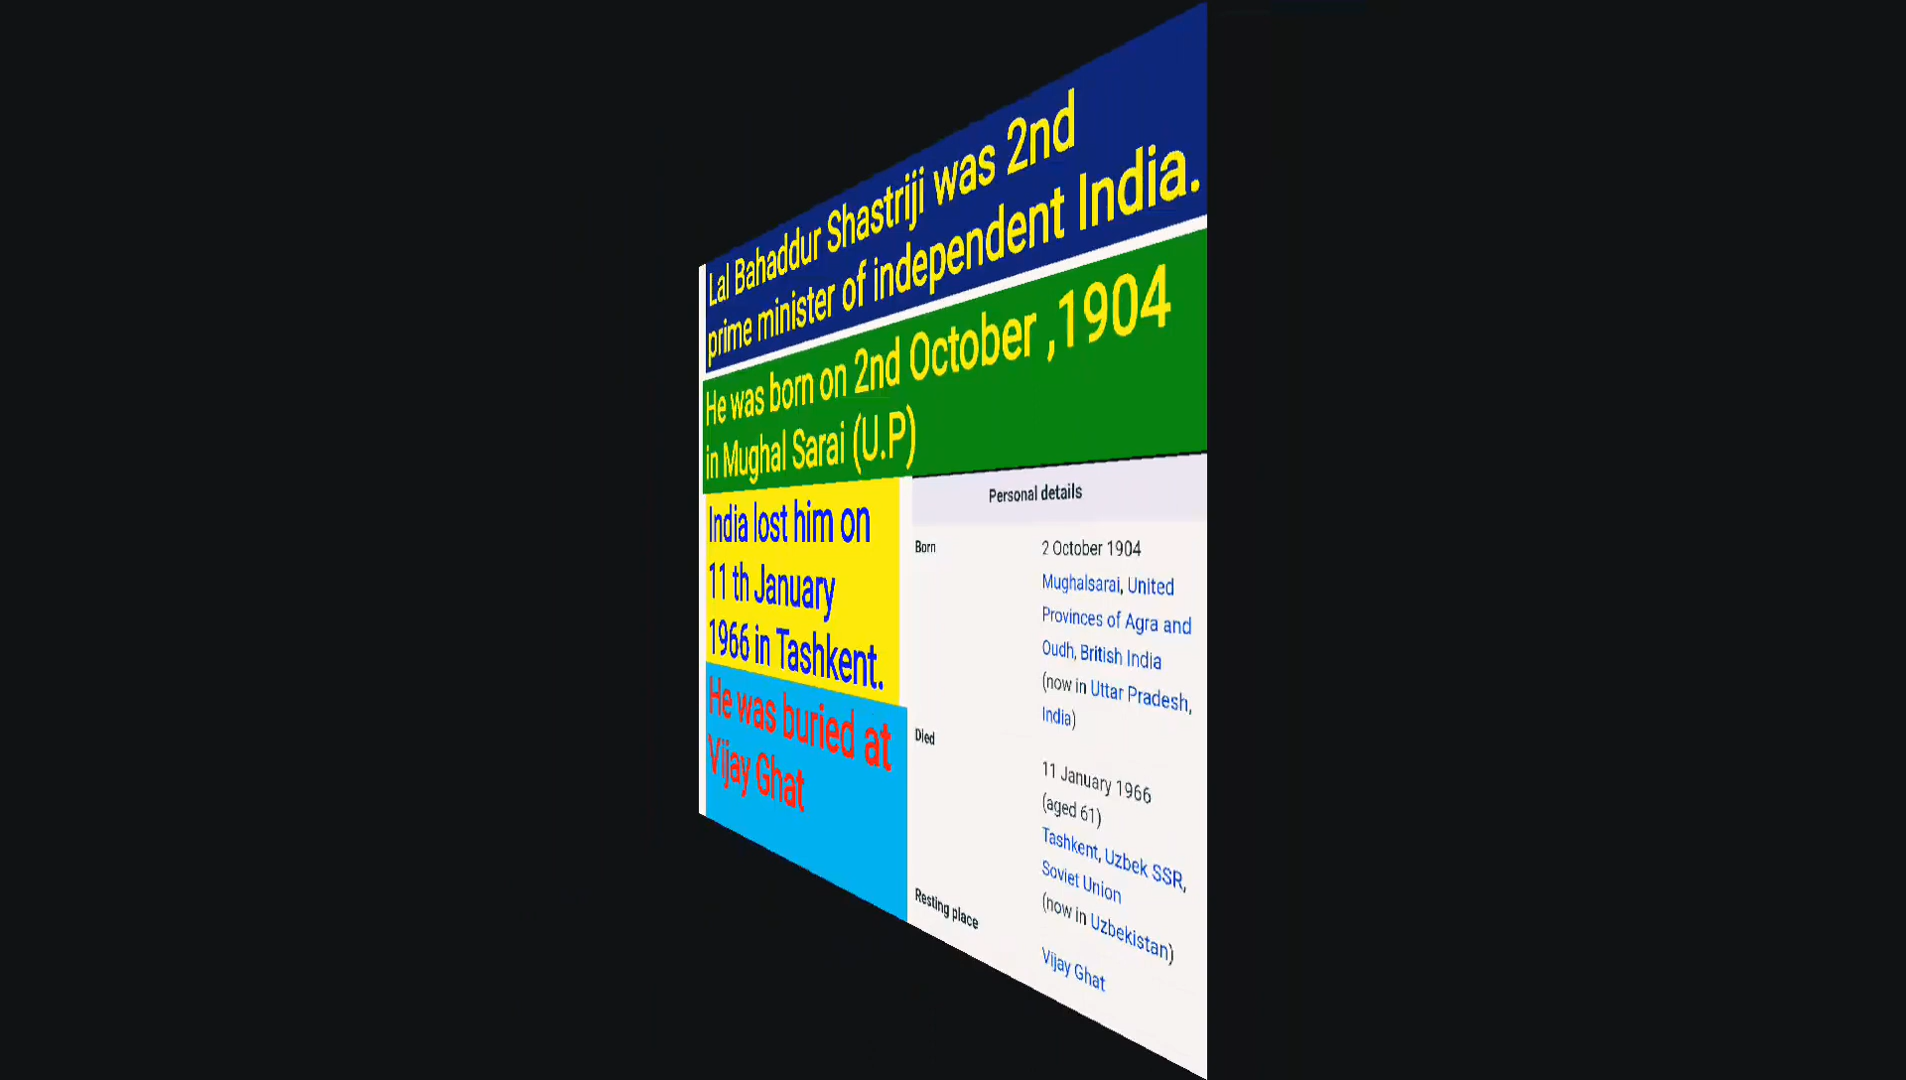 Lal Bahaddur Shastriji was 2nd
prime minister of independent India.
He was born on 2nd October ,1904
in Mughal Sarai (U.P)
India lost him on
11 th January
1966 in Tashkent.
He was buried at
Vijay Ghat
Personal details
Born
2 October 1904
Mughalsarai, United
Provinces of Agra and
Oudh, British India
(now in Uttar Pradesh,
India)
Died
11 January 1966
(aged 61)
Tashkent, Uzbek SSR,
Soviet Union
(now in Uzbekistan)
Resting place
Vijay Ghat